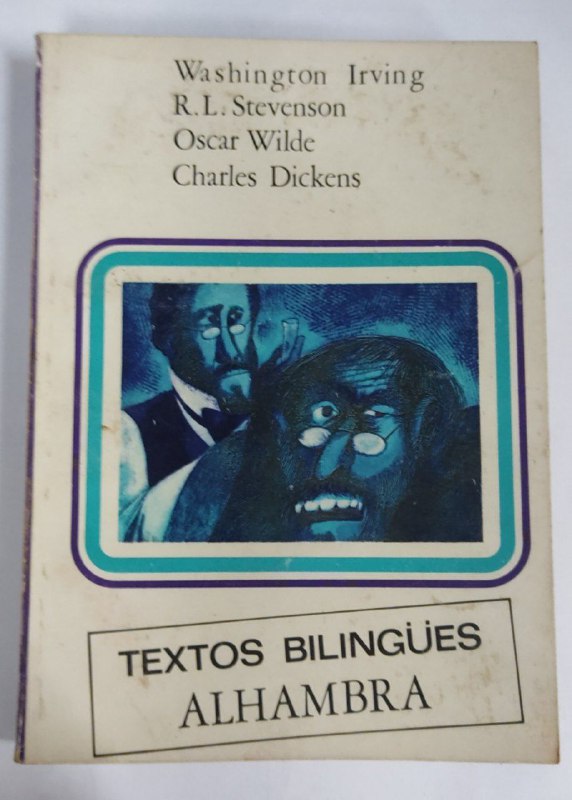 Washington Irving
R. L. Stevenson
Oscar Wilde
Charles Dickens
TEXTOS BILINGÜES
ALHAMBRA